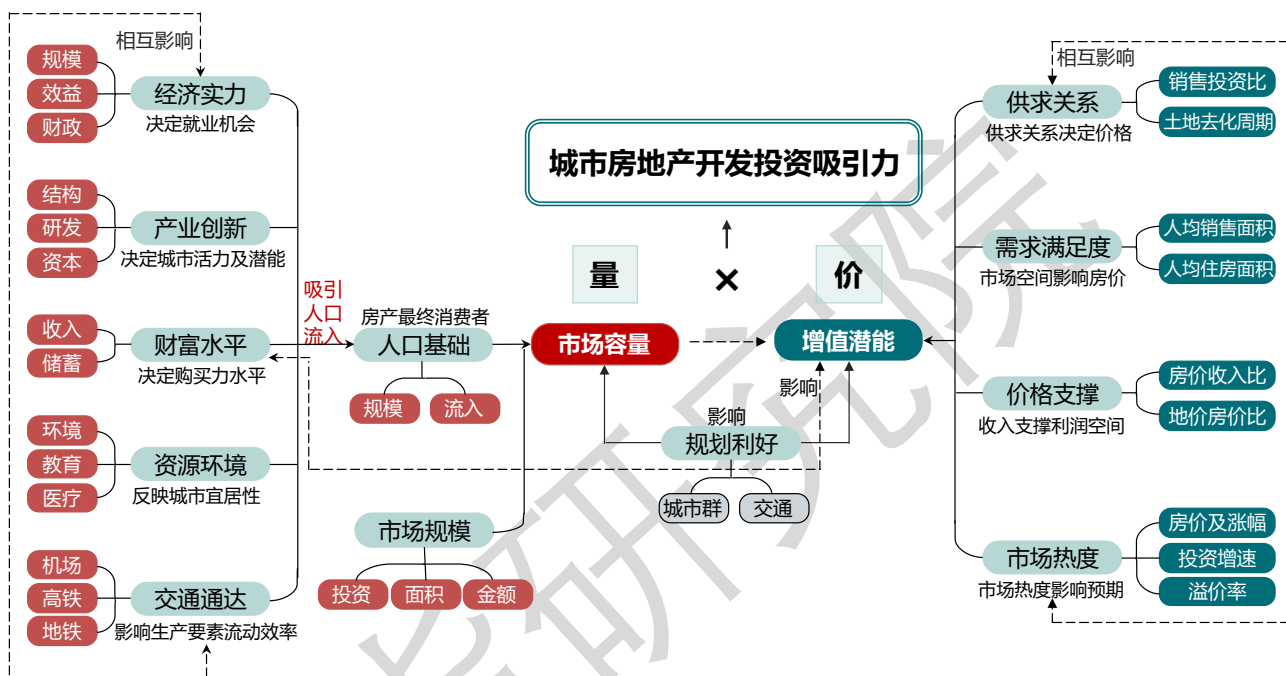 相互影响
规模
效益
财政
经济实力
决定就业机会
结构
研发
资本
产业创新
决定城市活力及潜能
收入
储蓄
财富水平
决定购买力水平
环境
教育
医疗
资源环境
反映城市宜居性
机场
高铁
地铁
交通通达
影响生产要素流动效率
吸引
人口
流入
房产最终消费者
人口基础
规模
流入
市场规模
投资
面积
金额
城市房地产开发投资吸引力
量
×
价
市场容量
增值潜能
影响
影响
规划利好
城市群
交通
相互影响
供求关系
供求关系决定价格
销售投资比
土地去化周期
需求满足度
市场空间影响房价
人均销售面积
人均住房面积
价格支撑
收入支撑利润空间
房价收入比
地价房价比
市场热度
市场热度影响预期
房价及涨幅
投资增速
溢价率
研究院